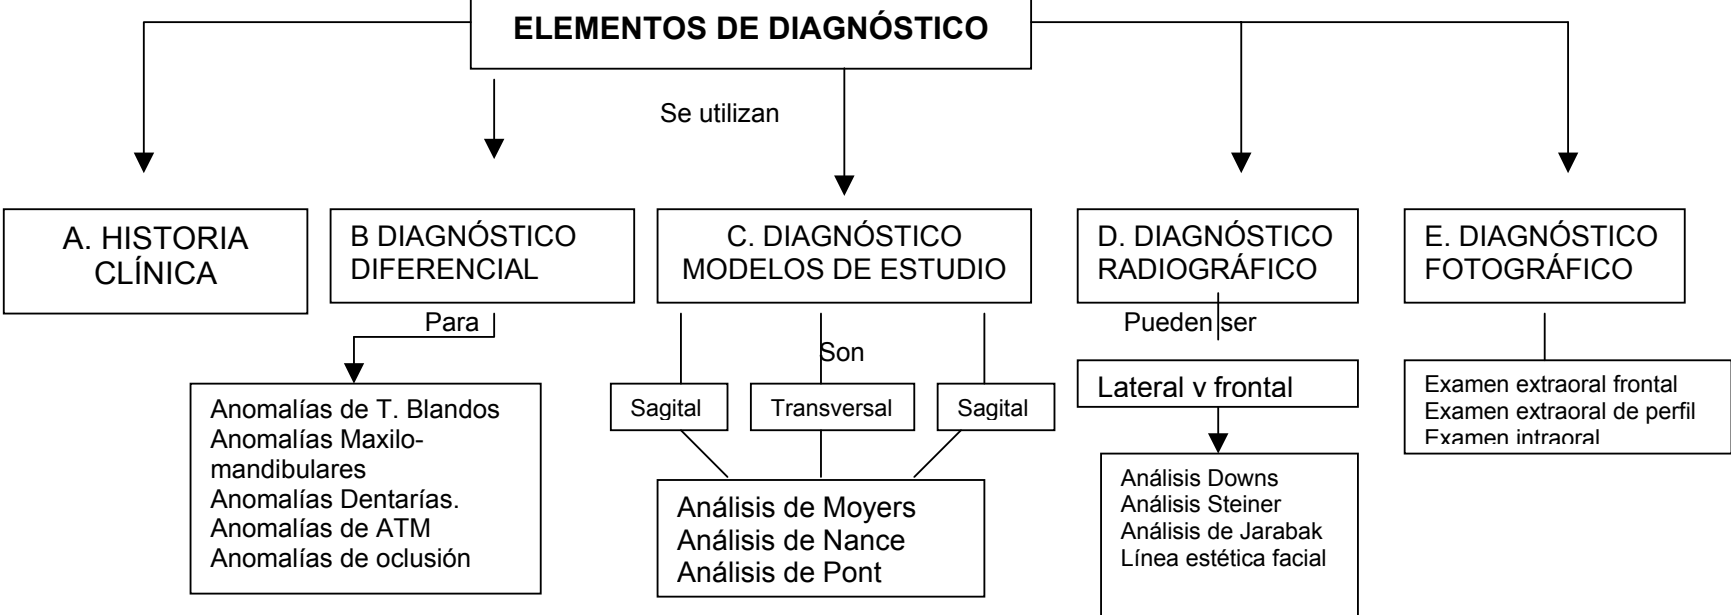 ELEMENTOS DE DIAGNÓSTICO
Se utilizan
A. HISTORIA
CLÍNICA
B DIAGNÓSTICO
DIFERENCIAL
C. DIAGNÓSTICO
MODELOS DE ESTUDIO
D. DIAGNÓSTICO
RADIOGRÁFICO
E. DIAGNÓSTICO
FOTOGRÁFICO
Para
Anomalías de T. Blandos
Anomalías Maxilo-
mandibulares
Anomalías Dentarías.
Anomalías de ATM
Anomalías de oclusión
Son
Sagital
Transversal
Sagital
Análisis de Moyers
Análisis de Nance
Análisis de Pont
Pueden ser
Lateral y frontal
Análisis Downs
Análisis Steiner
Análisis de Jarabak
Línea estética facial
Examen extraoral frontal
Examen extraoral de perfil
Examen intraoral